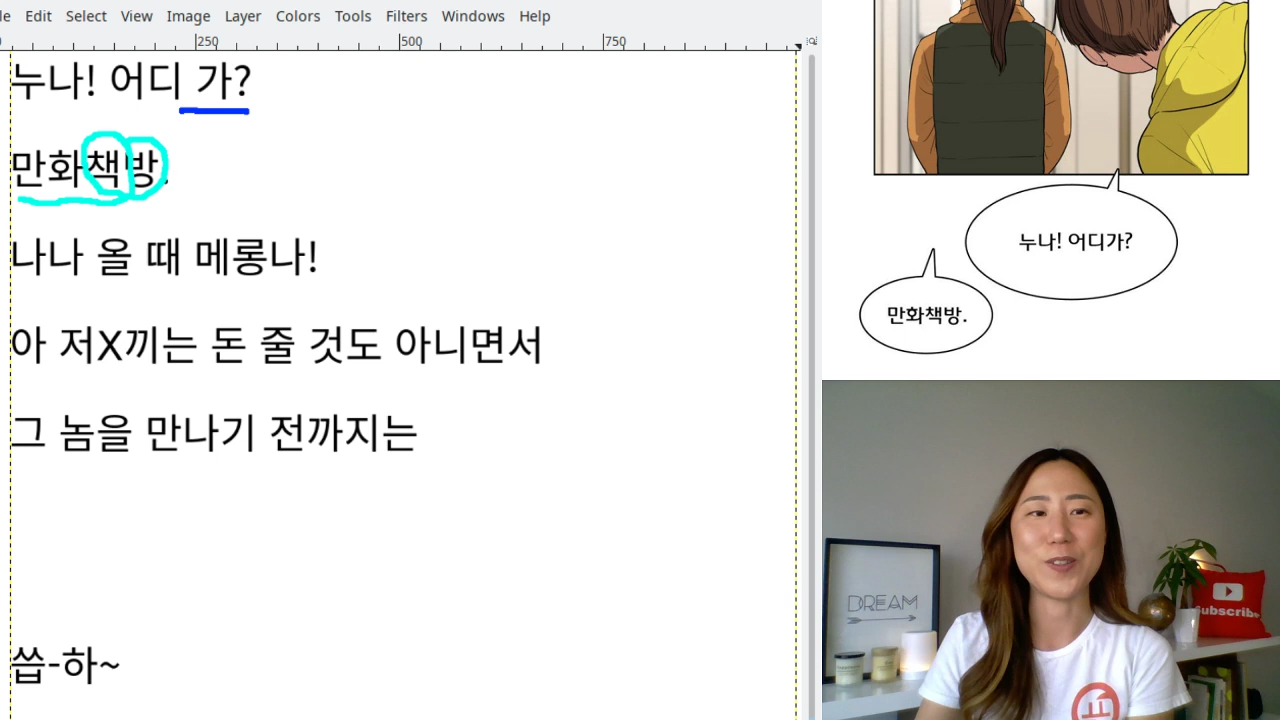 le Edit Select View Image Layer Colors Tools Filters Windows Help
250 500 750
누나! 어디 가?
만화책방.
나나 올 때 메롱나!
아 저X끼는 돈 줄 것도 아니면서
그 놈을 만나기 전까지는
씁-하~
누나! 어디가?
만화책방.
DREAM
Subscribe